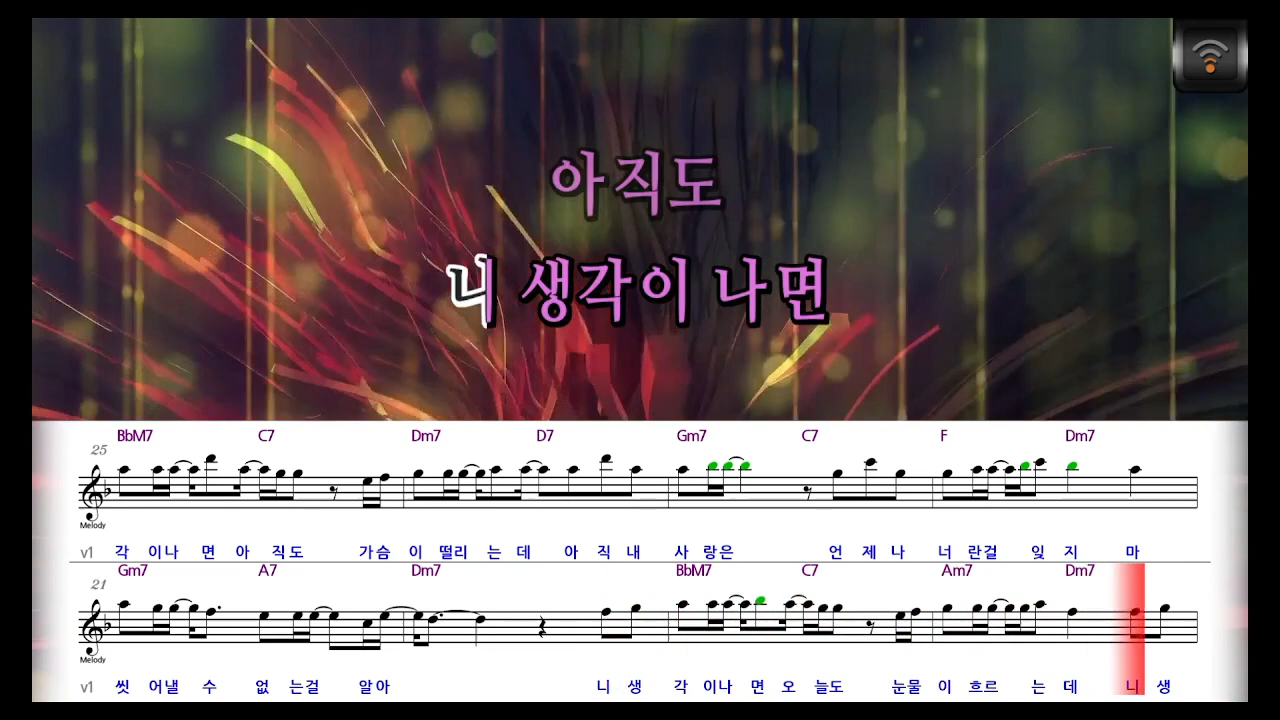 아직도
니 생각이 나면
BbM7 C7 Dm7 D7 Gm7 C7 F Dm7
25
Melody
v1 각 이나 면 아 직도 가슴 이 떨리 는 데 아 직 내 사 랑은 언 제 나 너 란걸 잊 지 마
Gm7 A7 Dm7 BbM7 C7 Am7 Dm7
21
Melody
v1 씻 어낼 수 없 는걸 알아 니 생 각 이나 면 오 늘도 눈물 이 흐르 는 데 니 생